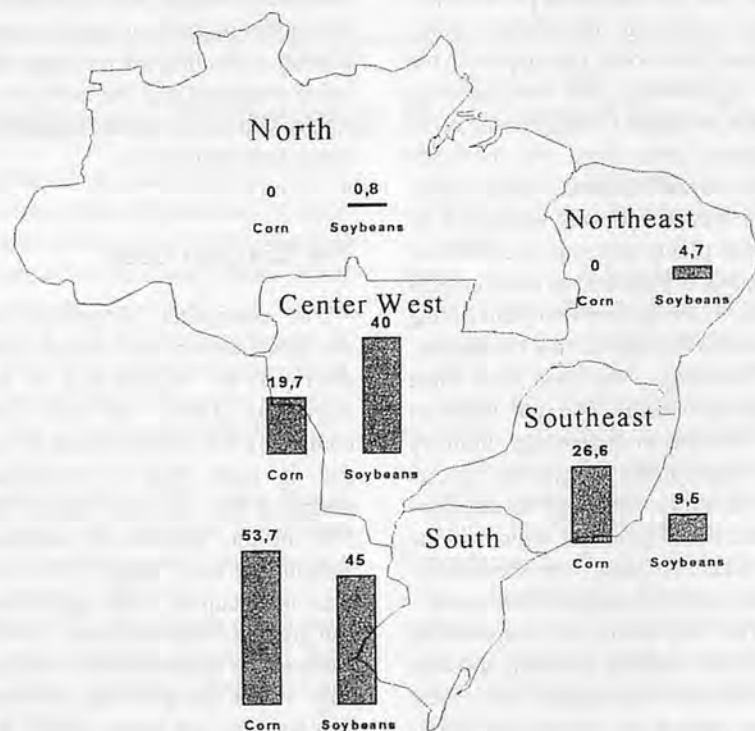 North
0
0,8
Corn
Soybeans
Northeast
0
4,7
Corn
Soybeans
Center West
19,7
40
Corn
Soybeans
Southeast
26,6
9,5
Corn
Soybeans
South
53,7
45
Corn
Soybeans